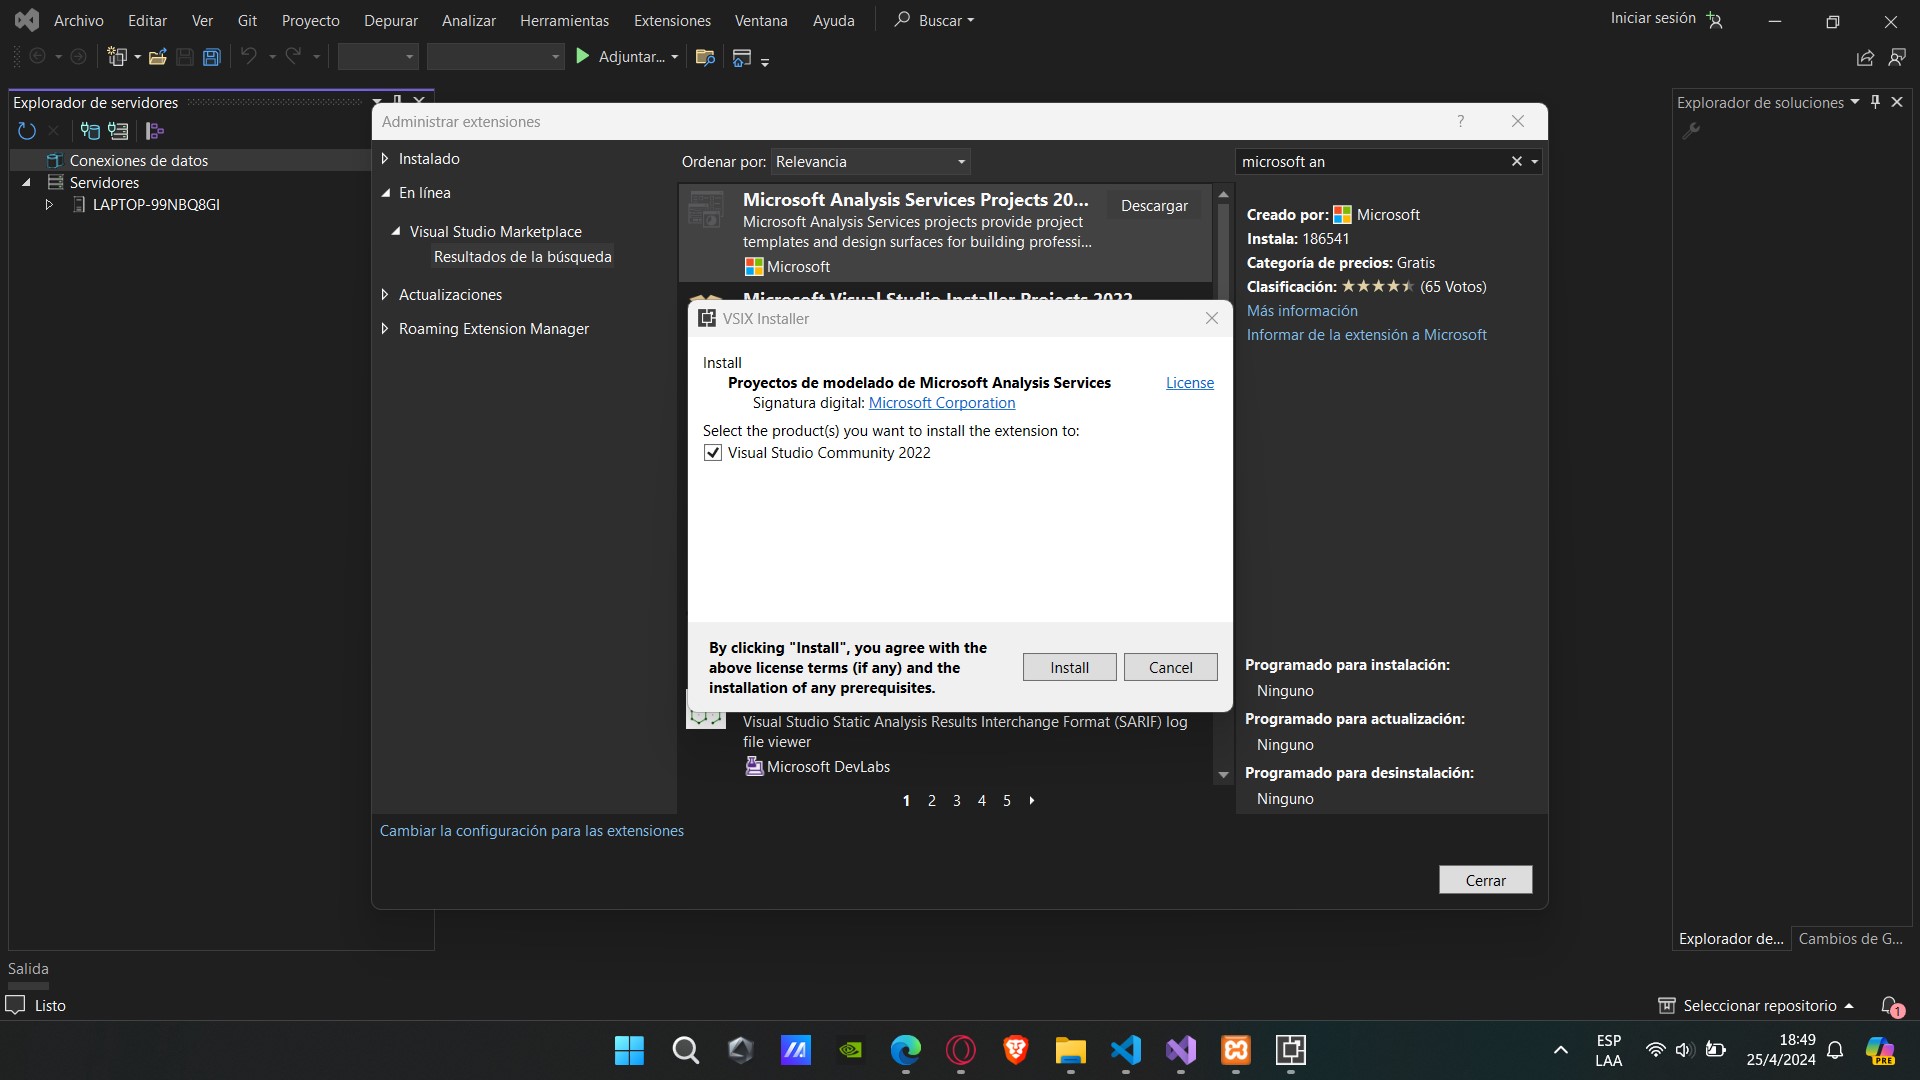 Archivo Editar Ver Git Proyecto Depurar Analizar Herramientas Extensiones Ventana Ayuda Buscar Iniciar sesión
Adjuntar...
Explorador de servidores
Conexiones de datos
Servidores
LAPTOP-99NBQ8GI
Administrar extensiones
?
Instalado
En línea
Visual Studio Marketplace
Resultados de la búsqueda
Actualizaciones
Roaming Extension Manager
Ordenar por: Relevancia
Microsoft Analysis Services Projects 20...
Descargar
Microsoft Analysis Services projects provide project
templates and design surfaces for building professi...
Microsoft
Microsoft Visual Studio Installer Projects 2022
VSIX Installer
Install
Proyectos de modelado de Microsoft Analysis Services
License
Signatura digital: Microsoft Corporation
Select the product(s) you want to install the extension to:
Visual Studio Community 2022
By clicking "Install", you agree with the
above license terms (if any) and the
installation of any prerequisites.
Install
Cancel
Visual Studio Static Analysis Results Interchange Format (SARIF) log
file viewer
Microsoft DevLabs
1 2 3 4 5
microsoft an
Creado por: Microsoft
Instala: 186541
Categoría de precios: Gratis
Clasificación: (65 Votos)
Más información
Informar de la extensión a Microsoft
Programado para instalación:
Ninguno
Programado para actualización:
Ninguno
Programado para desinstalación:
Ninguno
Cambiar la configuración para las extensiones
Cerrar
Explorador de soluciones
Explorador de... Cambios de G...
Salida
Listo
Seleccionar repositorio
1
ESP
LAA
18:49
25/4/2024
PRE